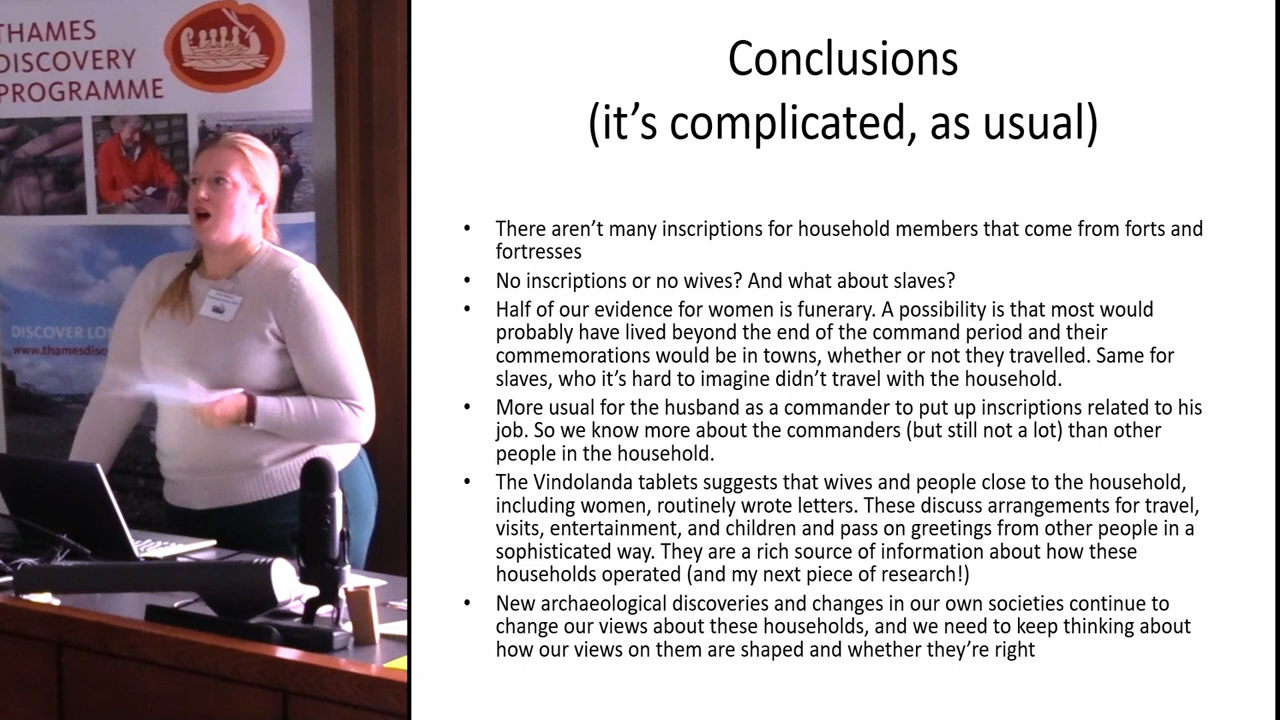 THAMES
DISCOVERY
PROGRAMME
DISCOVER LO
www.thamesdisc
Conclusions
(it’s complicated, as usual)
• There aren’t many inscriptions for household members that come from forts and
fortresses
• No inscriptions or no wives? And what about slaves?
• Half of our evidence for women is funerary. A possibility is that most would
probably have lived beyond the end of the command period and their
commemorations would be in towns, whether or not they travelled. Same for
slaves, who it’s hard to imagine didn’t travel with the household.
• More usual for the husband as a commander to put up inscriptions related to his
job. So we know more about the commanders (but still not a lot) than other
people in the household.
• The Vindolanda tablets suggests that wives and people close to the household,
including women, routinely wrote letters. These discuss arrangements for travel,
visits, entertainment, and children and pass on greetings from other people in a
sophisticated way. They are a rich source of information about how these
households operated (and my next piece of research!)
• New archaeological discoveries and changes in our own societies continue to
change our views about these households, and we need to keep thinking about
how our views on them are shaped and whether they’re right